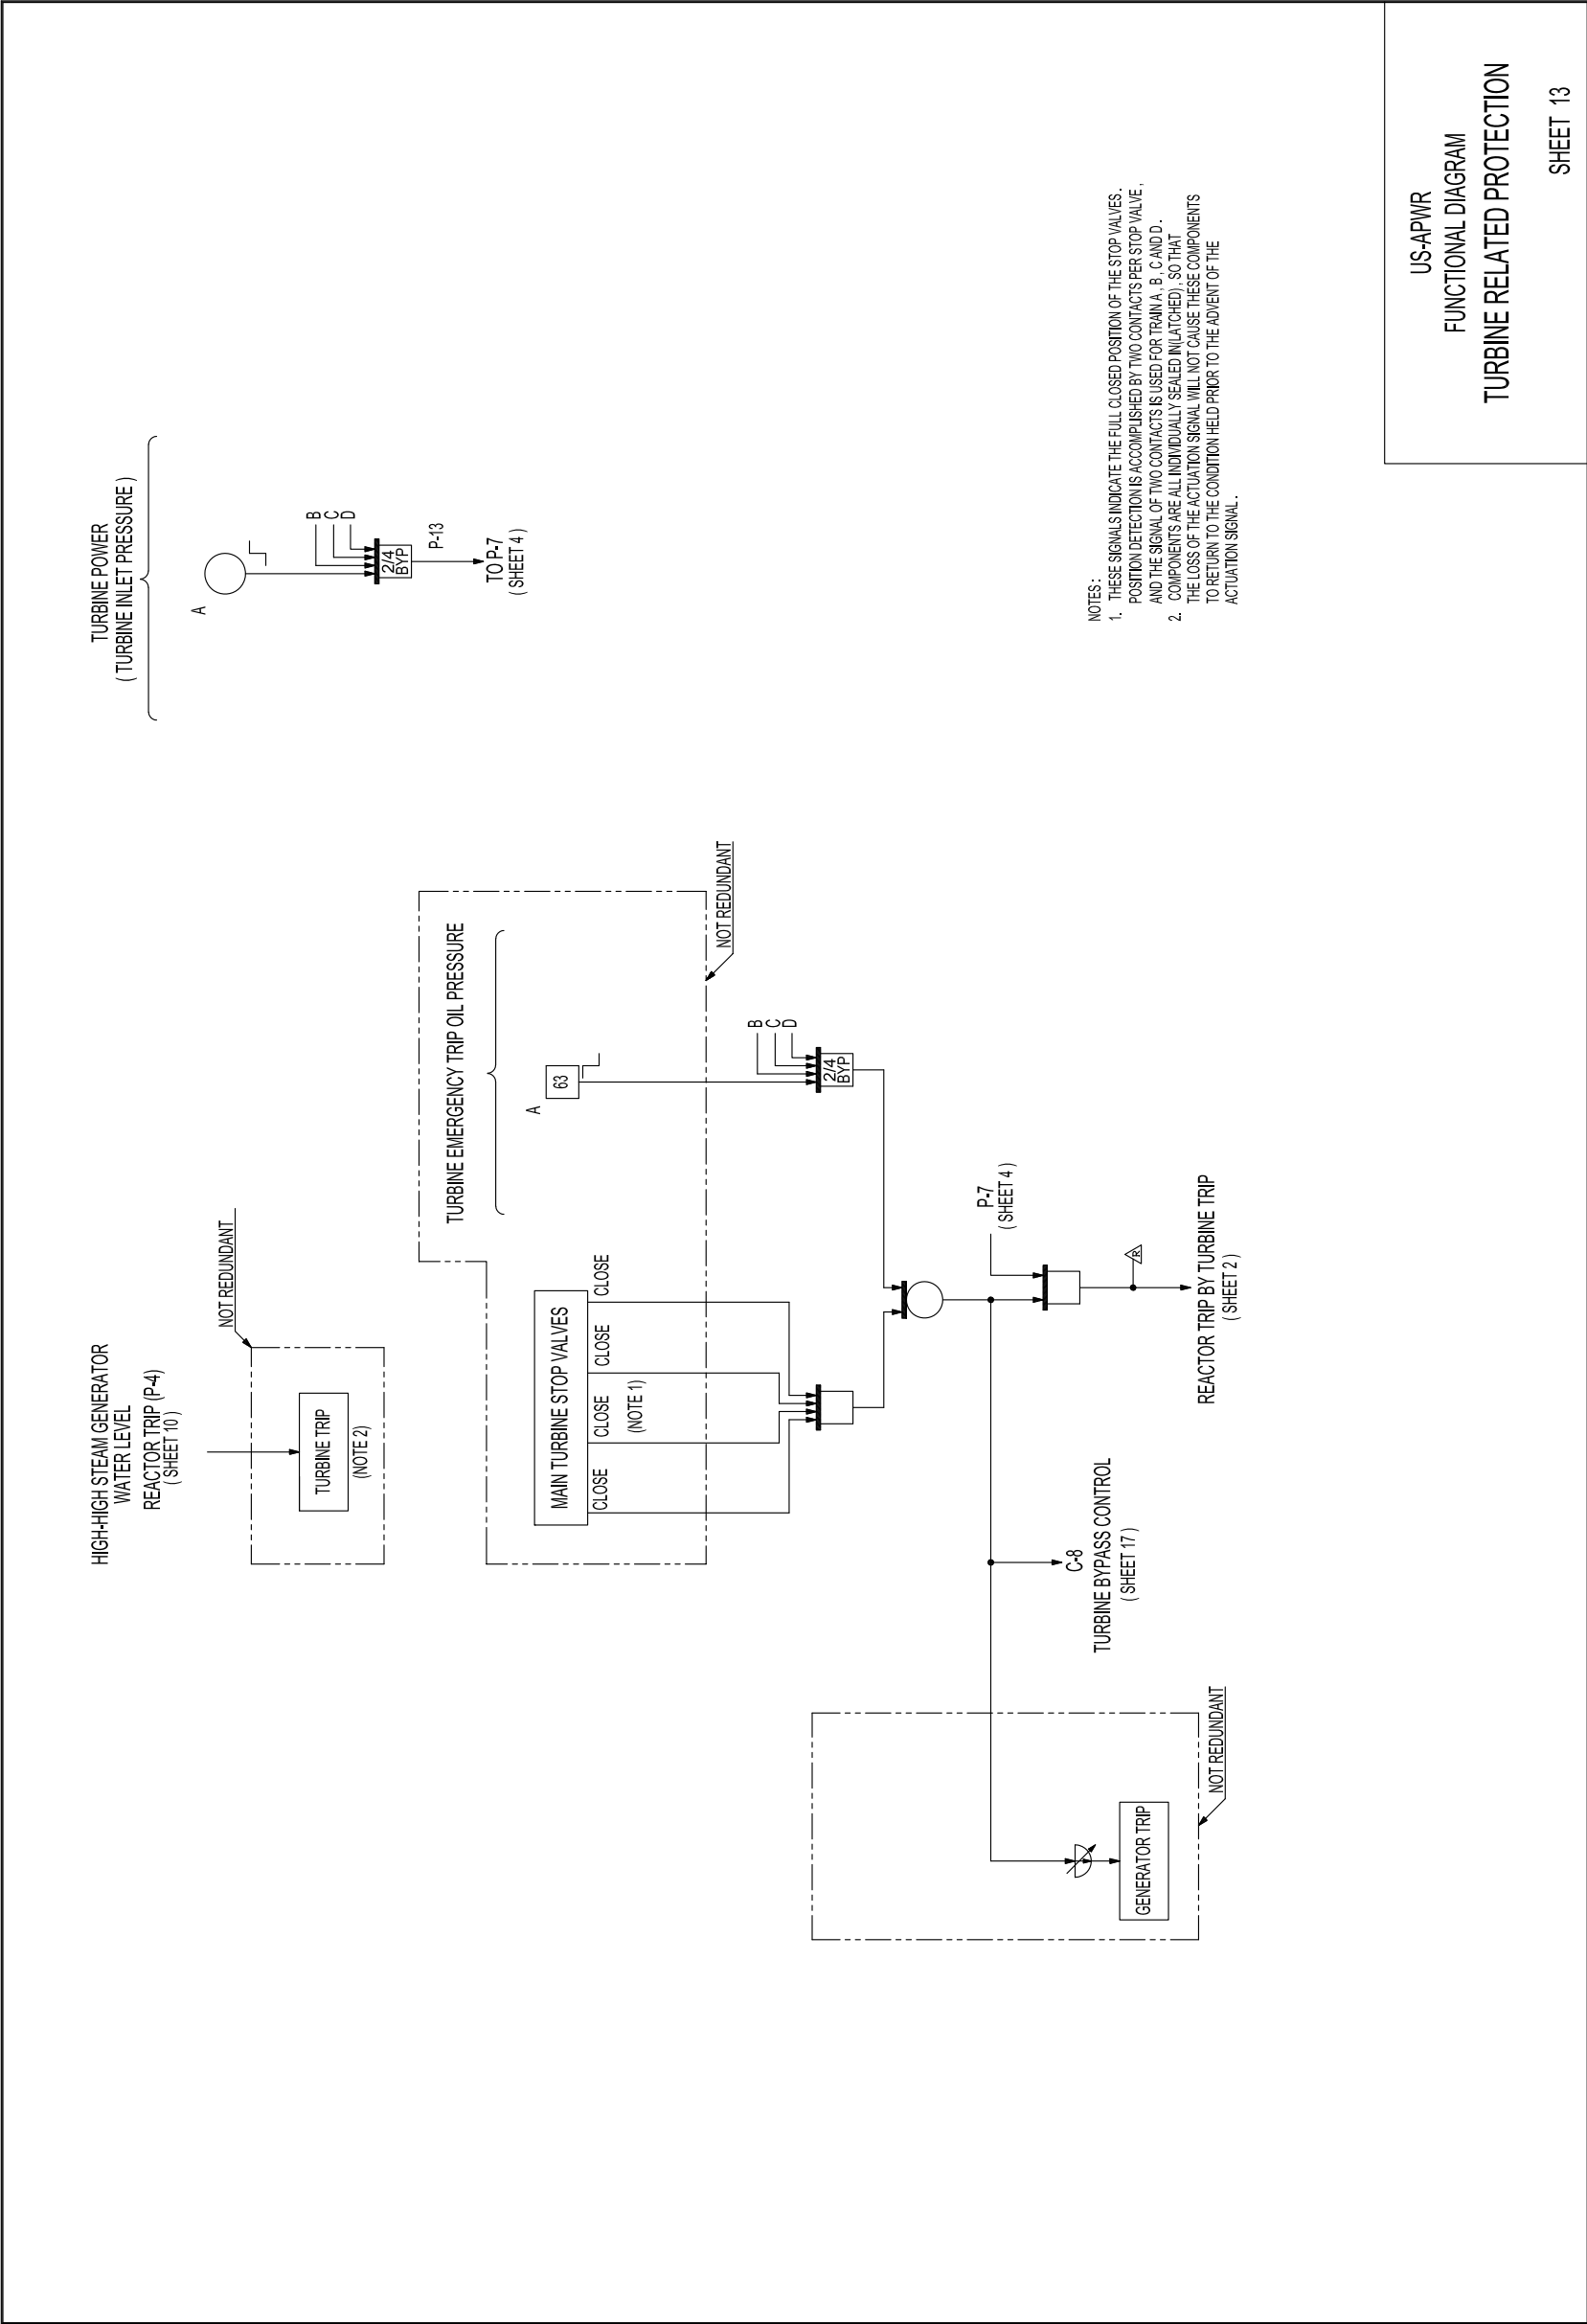 HIGH-HIGH STEAM GENERATOR
WATER LEVEL
REACTOR TRIP (P-4)
( SHEET 10 )
NOT REDUNDANT
TURBINE TRIP
(NOTE 2)
TURBINE POWER
( TURBINE INLET PRESSURE )
A
B
C
D
2/4
BYP
P-13
TO P-7
( SHEET 4 )
TURBINE EMERGENCY TRIP OIL PRESSURE
A
63
NOT REDUNDANT
MAIN TURBINE STOP VALVES
CLOSE
CLOSE
CLOSE
CLOSE
(NOTE 1)
B
C
D
2/4
BYP
P-7
( SHEET 4 )
R
REACTOR TRIP BY TURBINE TRIP
( SHEET 2 )
C-8
TURBINE BYPASS CONTROL
( SHEET 17 )
GENERATOR TRIP
NOT REDUNDANT
NOTES :
1. THESE SIGNALS INDICATE THE FULL CLOSED POSITION OF THE STOP VALVES.
POSITION DETECTION IS ACCOMPLISHED BY TWO CONTACTS PER STOP VALVE ,
AND THE SIGNAL OF TWO CONTACTS IS USED FOR TRAIN A , B , C AND D .
2. COMPONENTS ARE ALL INDIVIDUALLY SEALED IN(LATCHED) , SO THAT
THE LOSS OF THE ACTUATION SIGNAL WILL NOT CAUSE THESE COMPONENTS
TO RETURN TO THE CONDITION HELD PRIOR TO THE ADVENT OF THE
ACTUATION SIGNAL .
US-APWR
FUNCTIONAL DIAGRAM
TURBINE RELATED PROTECTION
SHEET 13